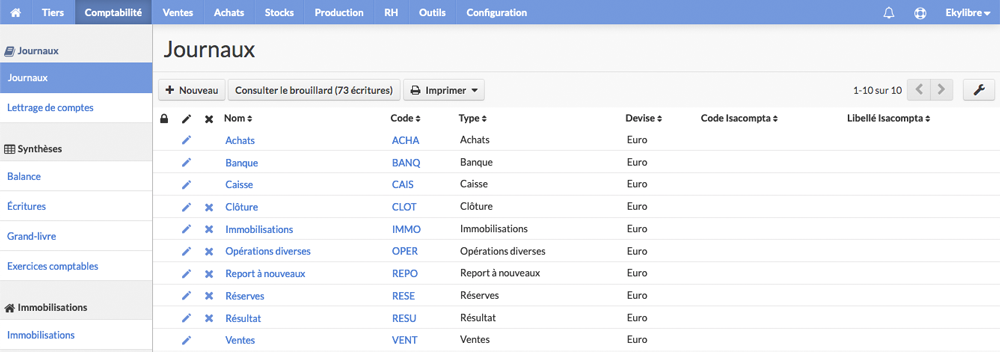 Tiers Comptabilité Ventes Achats Stocks Production RH Outils Configuration Ekylibre
Journaux
Journaux
Lettrage de comptes
Synthèses
Balance
Écritures
Grand-livre
Exercices comptables
Immobilisations
Immobilisations
Journaux
Nouveau Consulter le brouillard (73 écritures) Imprimer 1-10 sur 10
Nom Code Type Devise Code Isacompta Libellé Isacompta
Achats ACHA Achats Euro
Banque BANQ Banque Euro
Caisse CAIS Caisse Euro
Clôture CLOT Clôture Euro
Immobilisations IMMO Immobilisations Euro
Opérations diverses OPER Opérations diverses Euro
Report à nouveaux REPO Report à nouveaux Euro
Réserves RESE Réserves Euro
Résultat RESU Résultat Euro
Ventes VENT Ventes Euro